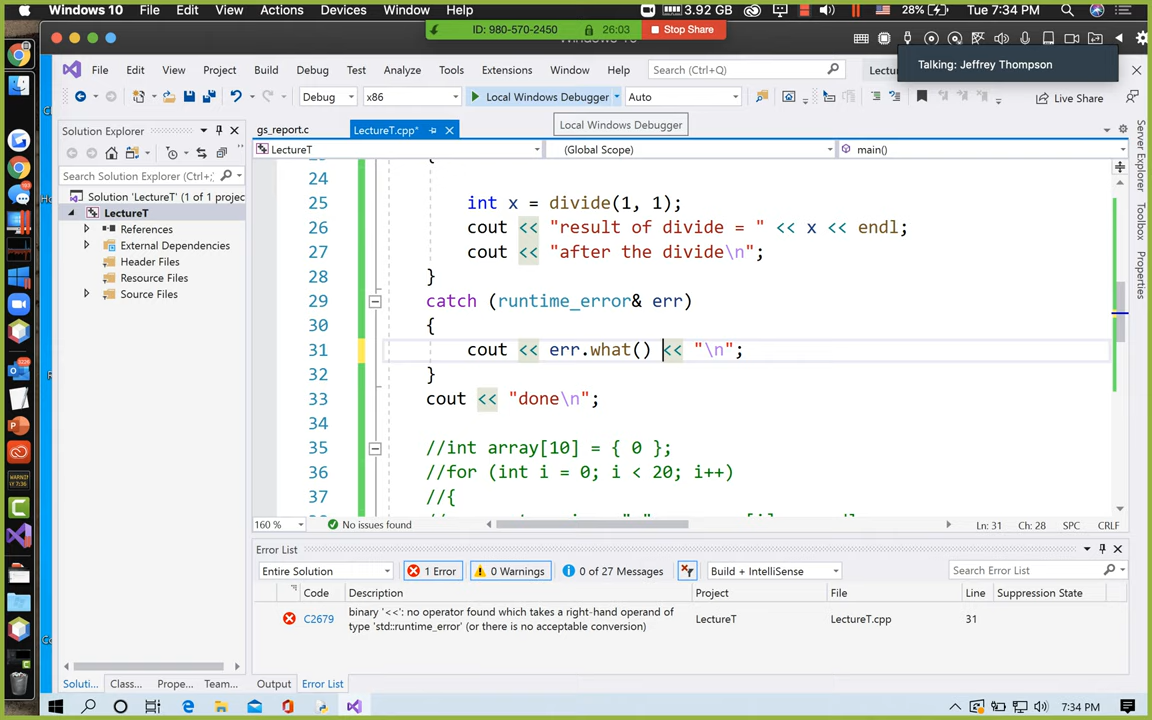 Windows 10 File Edit View Actions Devices Window Help 3.92 GB 28% Tue 7:34 PM
ID: 980-570-2450 26:03 Stop Share
Talking: Jeffrey Thompson
File Edit View Project Build Debug Test Analyze Tools Extensions Window Help Search (Ctrl+Q) Lectu
Debug x86 Local Windows Debugger Auto Live Share
Local Windows Debugger
Solution Explorer
Search Solution Explorer (Ctrl+;
Solution 'LectureT' (1 of 1 projec
LectureT
References
External Dependencies
Header Files
Resource Files
Source Files
Soluti... Class... Prope... Team...
gs_report.c LectureT.cpp*
LectureT (Global Scope) main()
24
25 int x = divide(1, 1);
26 cout << "result of divide = " << x << endl;
27 cout << "after the divide\n";
28 }
29 catch (runtime_error& err)
30 {
31 cout << err.what() << "\n";
32 }
33 cout << "done\n";
34
35 //int array[10] = { 0 };
36 //for (int i = 0; i < 20; i++)
37 //{
160 % No issues found Ln: 31 Ch: 28 SPC CRLF
Error List
Entire Solution 1 Error 0 Warnings 0 of 27 Messages Build + IntelliSense Search Error List
Code Description Project File Line Suppression State
C2679 binary '<<': no operator found which takes a right-hand operand of type 'std::runtime_error' (or there is no acceptable conversion) LectureT LectureT.cpp 31
Output Error List
Server Explorer
Toolbox
Properties
7:34 PM